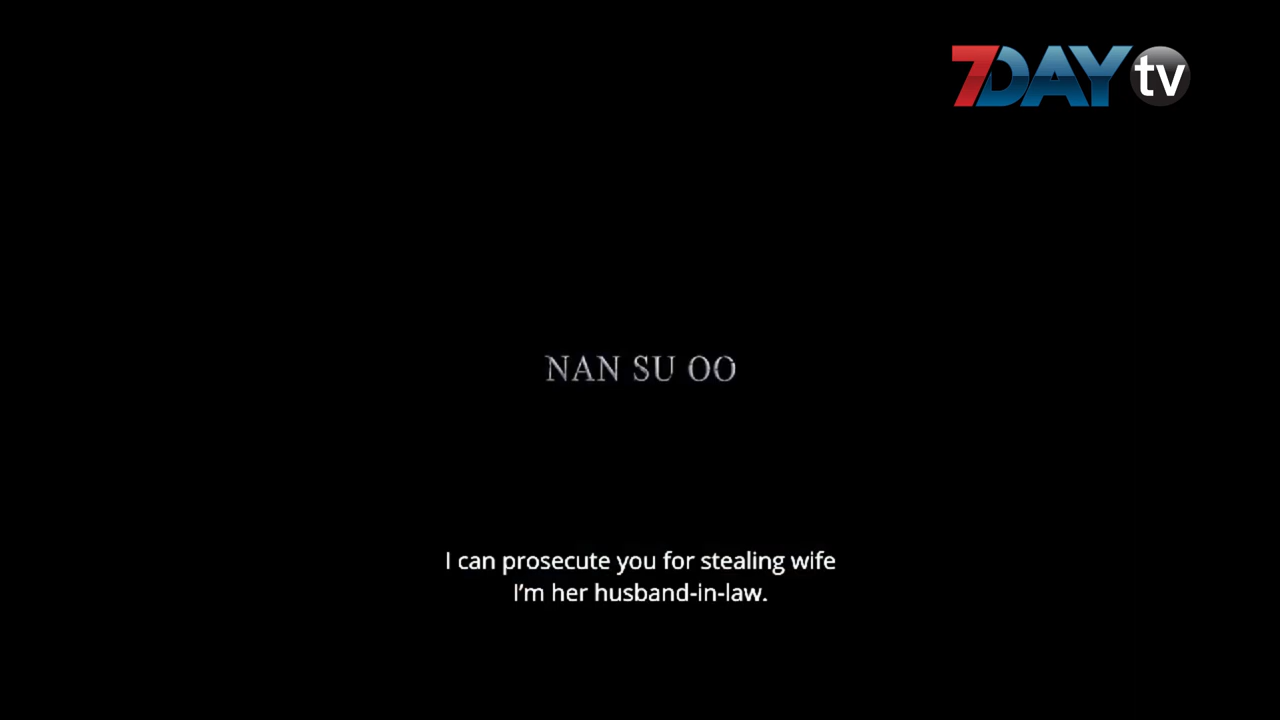 7DAY tv
NAN SU OO
I can prosecute you for stealing wife
I'm her husband-in-law.